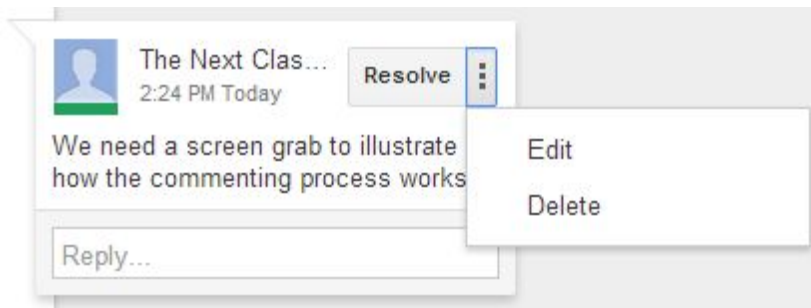 The Next Clas...
Resolve
2:24 PM Today
We need a screen grab to illustrate
how the commenting process works
Edit
Delete
Reply...